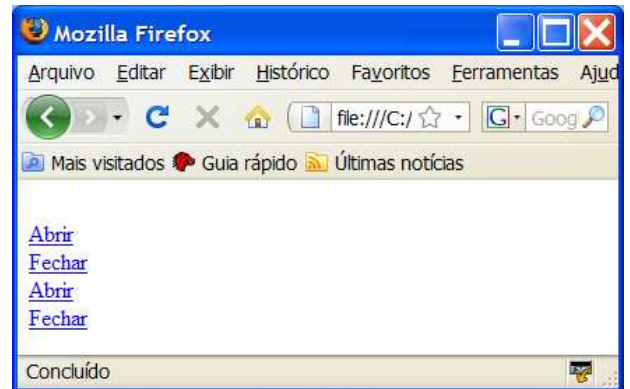 Mozilla Firefox
Arquivo Editar Exibir Histórico Favoritos Ferramentas Ajud
file:///C:/ G Goog
Mais visitados Guia rápido Últimas notícias
Abrir
Fechar
Abrir
Fechar
Concluído